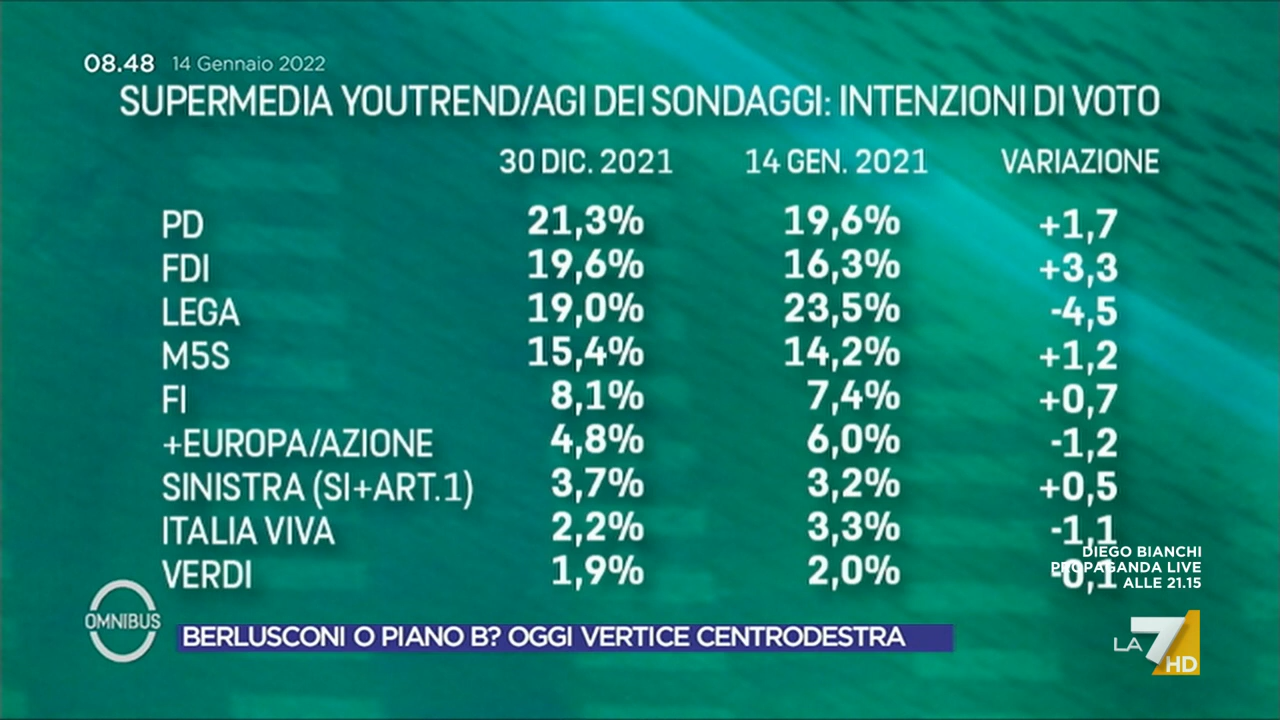 08.48 14 Gennaio 2022
SUPERMEDIA YOUTREND/AGI DEI SONDAGGI: INTENZIONI DI VOTO
30 DIC. 2021 14 GEN. 2021 VARIAZIONE
PD 21,3% 19,6% +1,7
FDI 19,6% 16,3% +3,3
LEGA 19,0% 23,5% -4,5
M5S 15,4% 14,2% +1,2
FI 8,1% 7,4% +0,7
+EUROPA/AZIONE 4,8% 6,0% -1,2
SINISTRA (SI+ART.1) 3,7% 3,2% +0,5
ITALIA VIVA 2,2% 3,3% -1,1
VERDI 1,9% 2,0% -0,1
DIEGO BIANCHI
PROPAGANDA LIVE
ALLE 21.15
OMNIBUS
BERLUSCONI O PIANO B? OGGI VERTICE CENTRODESTRA
LA 7 HD